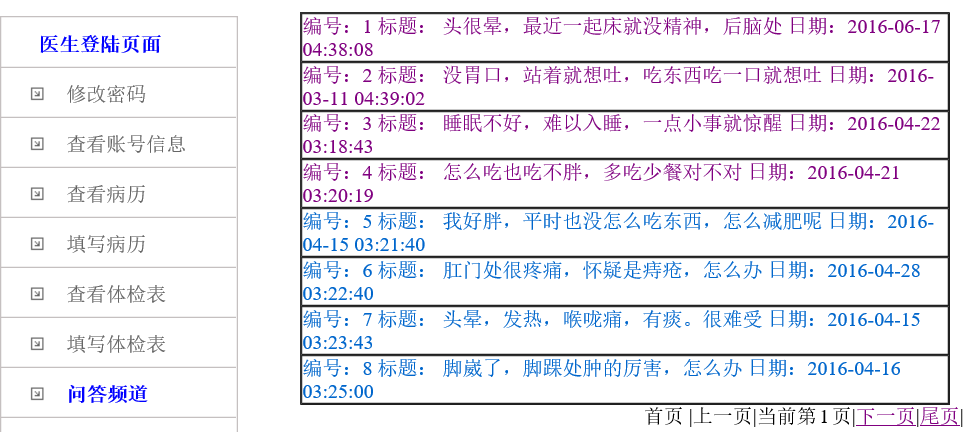 医生登陆页面
修改密码
查看账号信息
查看病历
填写病历
查看体检表
填写体检表
问答频道
编号：1 标题： 头很晕，最近一起床就没精神，后脑处 日期：2016-06-17
04:38:08
编号：2 标题： 没胃口，站着就想吐，吃东西吃一口就想吐 日期：2016-
03-11 04:39:02
编号：3 标题： 睡眠不好，难以入睡，一点小事就惊醒 日期：2016-04-22
03:18:43
编号：4 标题： 怎么吃也吃不胖，多吃少餐对不对 日期：2016-04-21
03:20:19
编号：5 标题： 我好胖，平时也没怎么吃东西，怎么减肥呢 日期：2016-
04-15 03:21:40
编号：6 标题： 肛门处很疼痛，怀疑是痔疮，怎么办 日期：2016-04-28
03:22:40
编号：7 标题： 头晕，发热，喉咙痛，有痰。很难受 日期：2016-04-15
03:23:43
编号：8 标题： 脚崴了，脚踝处肿的厉害，怎么办 日期：2016-04-16
03:25:00
首页 |上一页|当前第1页|下一页|尾页|